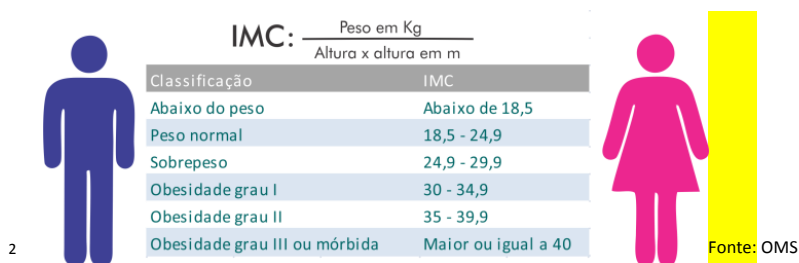 IMC: Peso em Kg
Altura x altura em m
Classificação IMC
Abaixo do peso Abaixo de 18,5
Peso normal 18,5 - 24,9
Sobrepeso 24,9 - 29,9
Obesidade grau I 30 - 34,9
Obesidade grau II 35 - 39,9
Obesidade grau III ou mórbida Maior ou igual a 40
2 Fonte: OMS